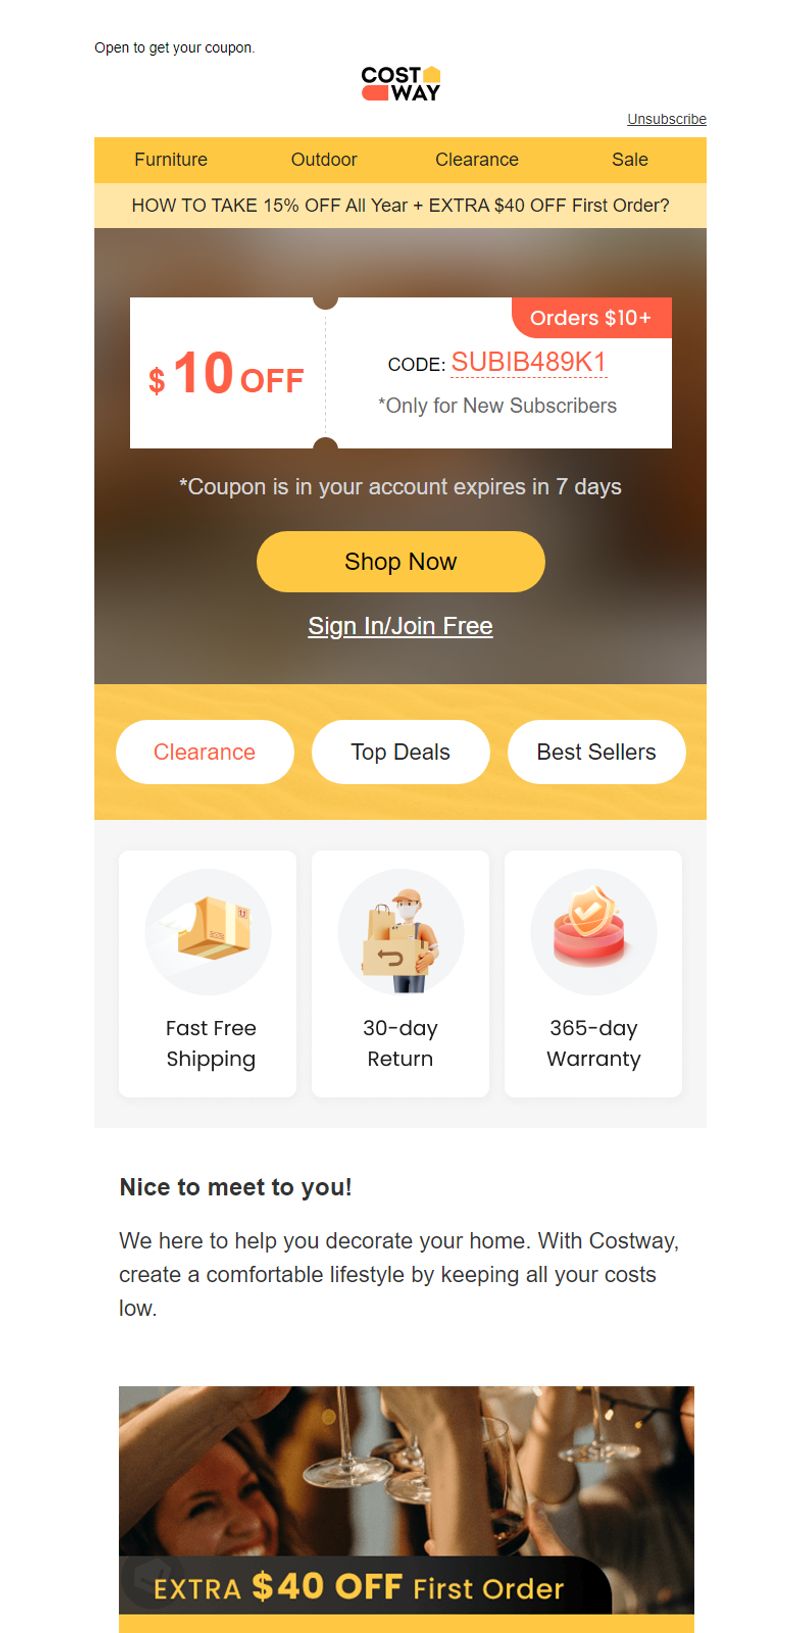 Open to get your coupon.
COST
WAY
Unsubscribe
Furniture Outdoor Clearance Sale
HOW TO TAKE 15% OFF All Year + EXTRA $40 OFF First Order?
Orders $10+
$10 OFF
CODE: SUBIB489K1
*Only for New Subscribers
*Coupon is in your account expires in 7 days
Shop Now
Sign In/Join Free
Clearance Top Deals Best Sellers
Fast Free
Shipping
30-day
Return
365-day
Warranty
Nice to meet to you!
We here to help you decorate your home. With Costway,
create a comfortable lifestyle by keeping all your costs
low.
EXTRA $40 OFF First Order